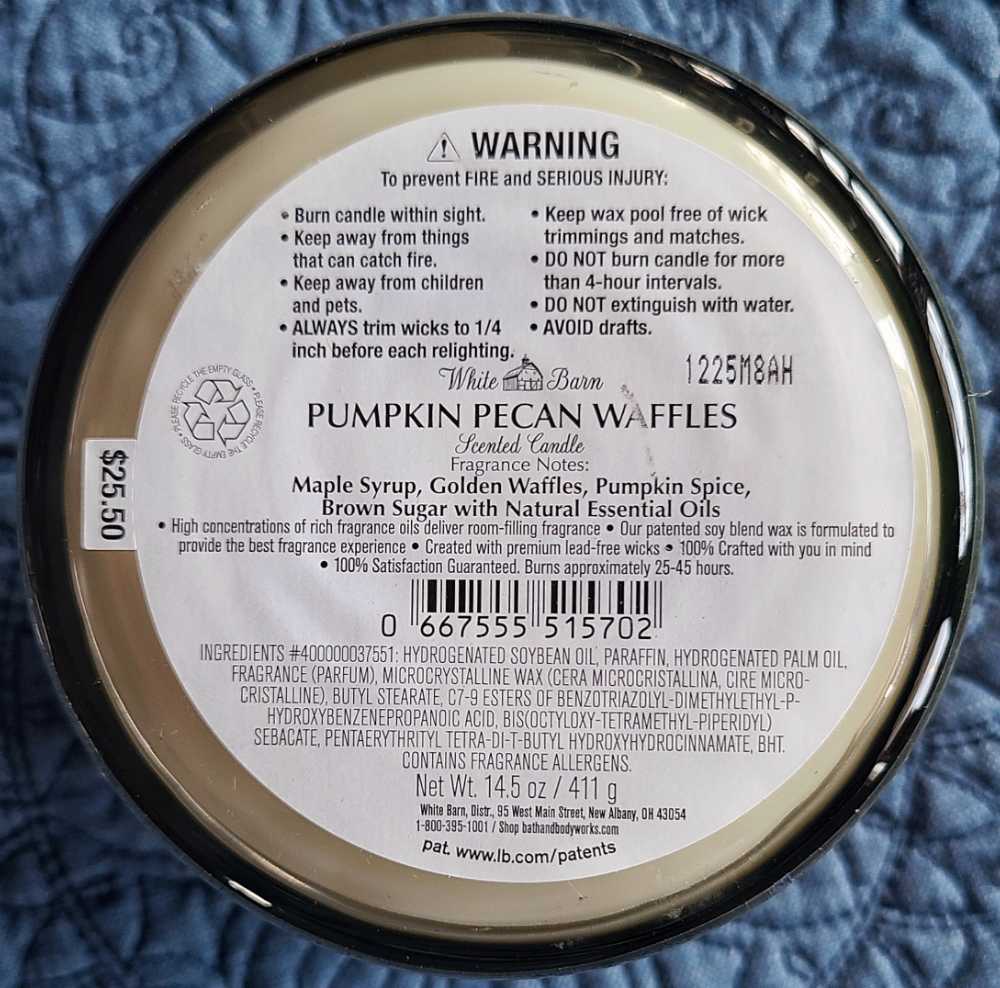 WARNING
To prevent FIRE and SERIOUS INJURY:
• Burn candle within sight.
• Keep away from things
that can catch fire.
• Keep away from children
and pets.
• ALWAYS trim wicks to 1/4
inch before each relighting.
• Keep wax pool free of wick
trimmings and matches.
• DO NOT burn candle for more
than 4-hour intervals.
• DO NOT extinguish with water.
• AVOID drafts.
1225M8AH
White Barn
PLEASE RECYCLE THE EMPTY GLASS • PLEASE RECYCLE THE EMPTY GLASS •
PUMPKIN PECAN WAFFLES
Scented Candle
Fragrance Notes:
Maple Syrup, Golden Waffles, Pumpkin Spice,
Brown Sugar with Natural Essential Oils
$25.50
• High concentrations of rich fragrance oils deliver room-filling fragrance • Our patented soy blend wax is formulated to
provide the best fragrance experience • Created with premium lead-free wicks • 100% Crafted with you in mind
• 100% Satisfaction Guaranteed. Burns approximately 25-45 hours.
0 667555 515702
INGREDIENTS #400000037551: HYDROGENATED SOYBEAN OIL, PARAFFIN, HYDROGENATED PALM OIL,
FRAGRANCE (PARFUM), MICROCRYSTALLINE WAX (CERA MICROCRISTALLINA, CIRE MICRO-
CRISTALLINE), BUTYL STEARATE, C7-9 ESTERS OF BENZOTRIAZOLYL-DIMETHYLETHYL-P-
HYDROXYBENZENEPROPANOIC ACID, BIS(OCTYLOXY-TETRAMETHYL-PIPERIDYL)
SEBACATE, PENTAERYTHRITYL TETRA-DI-T-BUTYL HYDROXYHYDROCINNAMATE, BHT.
CONTAINS FRAGRANCE ALLERGENS.
Net Wt. 14.5 oz / 411 g
White Barn, Distr., 95 West Main Street, New Albany, OH 43054
1-800-395-1001 / Shop bathandbodyworks.com
pat. www.lb.com/patents